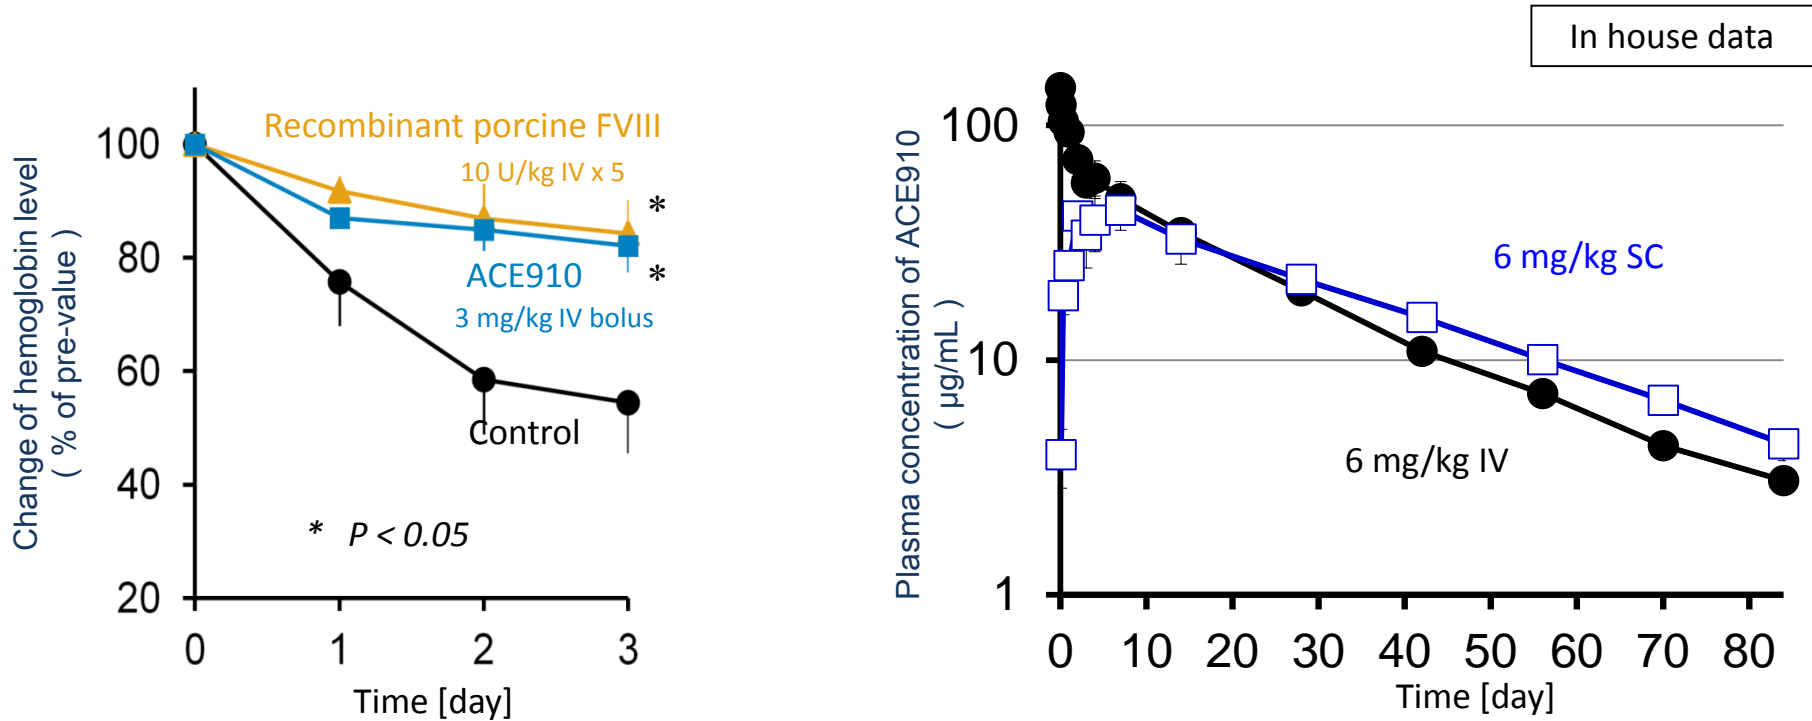 In house data
Change of hemoglobin level
( % of pre-value )
100
80
60
40
20
Recombinant porcine FVIII
10 U/kg IV x 5
*
*
ACE910
3 mg/kg IV bolus
Control
* P < 0.05
0 1 2 3
Time [day]
Plasma concentration of ACE910
( µg/mL )
100
10
1
6 mg/kg SC
6 mg/kg IV
0 10 20 30 40 50 60 70 80
Time [day]